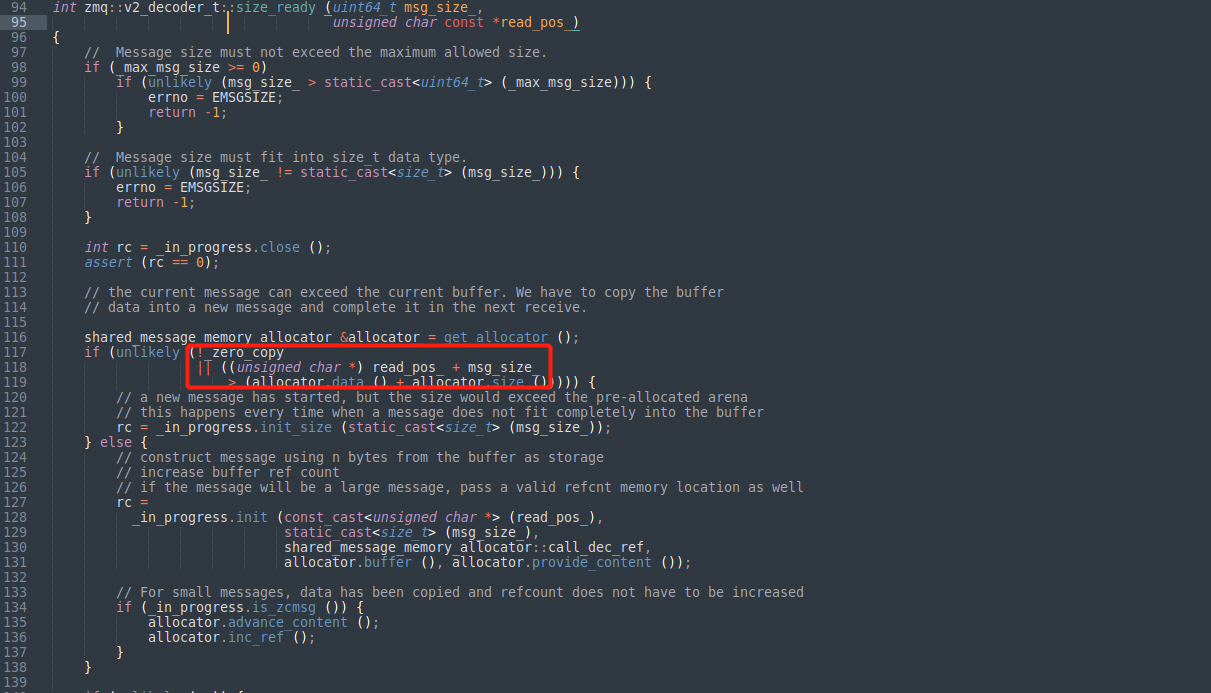 94 int zmq::v2_decoder_t::size_ready (uint64_t msg_size_,
95 unsigned char const *read_pos_)
96 {
97 //  Message size must not exceed the maximum allowed size.
98 if (_max_msg_size >= 0)
99 if (unlikely (msg_size_ > static_cast<uint64_t> (_max_msg_size))) {
100 errno = EMSGSIZE;
101 return -1;
102 }
103
104 //  Message size must fit into size_t data type.
105 if (unlikely (msg_size_ != static_cast<size_t> (msg_size_))) {
106 errno = EMSGSIZE;
107 return -1;
108 }
109
110 int rc = _in_progress.close ();
111 assert (rc == 0);
112
113 // the current message can exceed the current buffer. We have to copy the buffer
114 // data into a new message and complete it in the next receive.
115
116 shared_message_memory_allocator &allocator = get_allocator ();
117 if (unlikely (!_zero_copy
118 || ((unsigned char *) read_pos_ + msg_size_
119 > (allocator.data () + allocator.size ())))) {
120 // a new message has started, but the size would exceed the pre-allocated arena
121 // this happens every time when a message does not fit completely into the buffer
122 rc = _in_progress.init_size (static_cast<size_t> (msg_size_));
123 } else {
124 // construct message using n bytes from the buffer as storage
125 // increase buffer ref count
126 // if the message will be a large message, pass a valid refcnt memory location as well
127 rc =
128 _in_progress.init (const_cast<unsigned char *> (read_pos_),
129 static_cast<size_t> (msg_size_),
130 shared_message_memory_allocator::call_dec_ref,
131 allocator.buffer (), allocator.provide_content ());
132
133 // For small messages, data has been copied and refcount does not have to be increased
134 if (_in_progress.is_zcmsg ()) {
135 allocator.advance_content ();
136 allocator.inc_ref ();
137 }
138 }
139